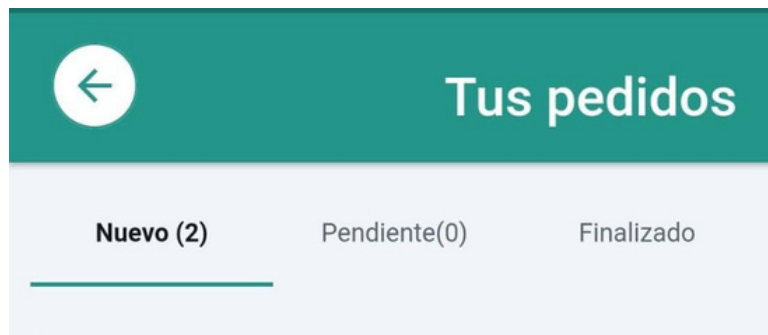 Tus pedidos
Nuevo (2) Pendiente(0) Finalizado